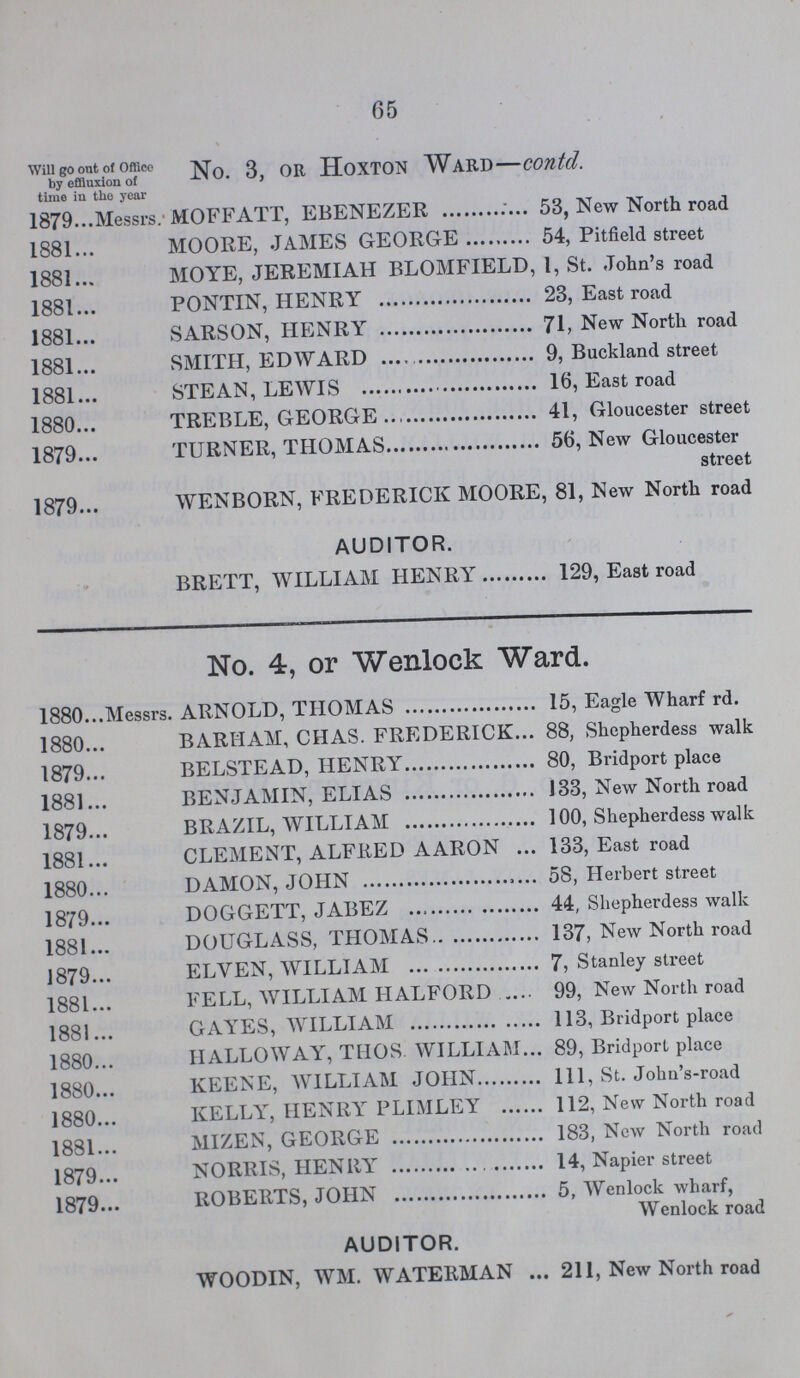 65
Will go out of Office
by effluxion of
time in the year
No. 3, OR HOXTON WARD—contd.
1879...Messrs. MOFFATT, EBENEZER ............ 53, New North road
1881... MOORE, JAMES GEORGE ......... 54, Pitfield street
1881... MOYE, JEREMIAH BLOMFIELD, 1, St. John's road
1881... PONTIN, HENRY ...................... 23, East road
1881... SARSON, HENRY ...................... 71, New North road
1881... SMITH, EDWARD ...................... 9, Buckland street
1881... STEAN, LEWIS ......................... 16, East road
1880... TREBLE, GEORGE ...................... 41, Gloucester street
1879... TURNER, THOMAS ...................... 56, New Gloucester
street
1879... WENBORN, FREDERICK MOORE, 81, New North road
AUDITOR.
BRETT, WILLIAM HENRY ......... 129, East road
No. 4, or Wenlock Ward.
1880...Messrs. ARNOLD, THOMAS ................... 15, Eagle Wharf rd.
1880... BARHAM, CHAS. FREDERICK... 88, Shepherdess walk
1879... BELSTEAD, HENRY ................... 80, Bridport place
1881... BENJAMIN, ELIAS ................... 133, New North road
1879... BRAZIL, WILLIAM ................... 100, Shepherdess walk
1881... CLEMENT, ALFRED AARON ... 133, East road
1880... DAMON, JOHN ......................... 58, Herbert street
1879... DOGGETT, JABEZ ................... 44, Shepherdess walk
1881... DOUGLASS, THOMAS ................ 137, New North road
1879... ELVEN, WILLIAM ................... 7, Stanley street
1881... FELL, WILLIAM HALFORD .... 99, New North road
1881... GAYES, WILLIAM ................... 113, Bridport place
1880... HALLOWAY, THOS. WILLIAM... 89, Bridport place
1880... KEENE, WILLIAM JOHN ......... 111, St. John's-road
1880... KELLY, HENRY PLIMLEY ...... 112, New North road
1881... MIZEN, GEORGE ...................... 183, New North road
1879... NORRIS, HENRY ...................... 14, Napier street
1879... ROBERTS, JOHN ...................... 5, Wenlock wharf,
Wenlock road
AUDITOR.
WOODIN, WM. WATERMAN ... 211, New North road